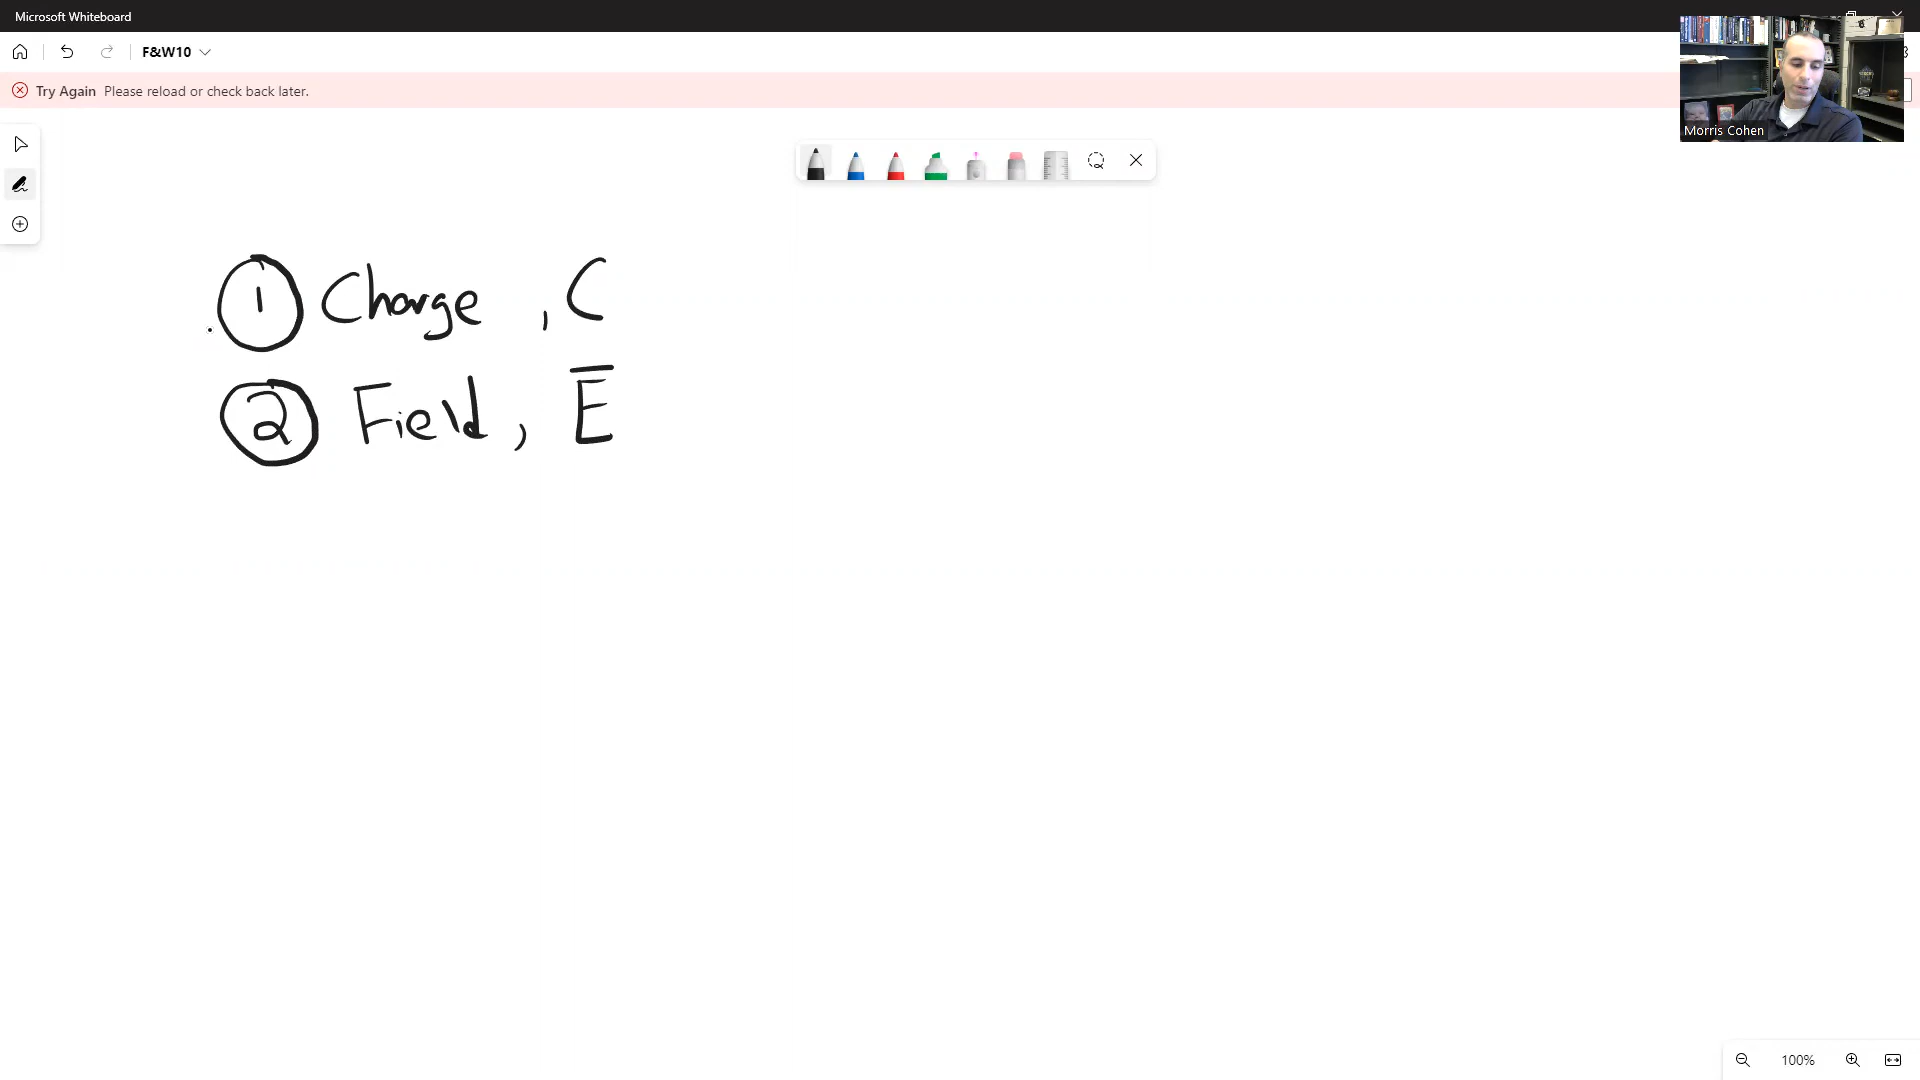 Microsoft Whiteboard
F&W10
Try Again Please reload or check back later.
Morris Cohen
① Charge , C
② Field, E̅
100%